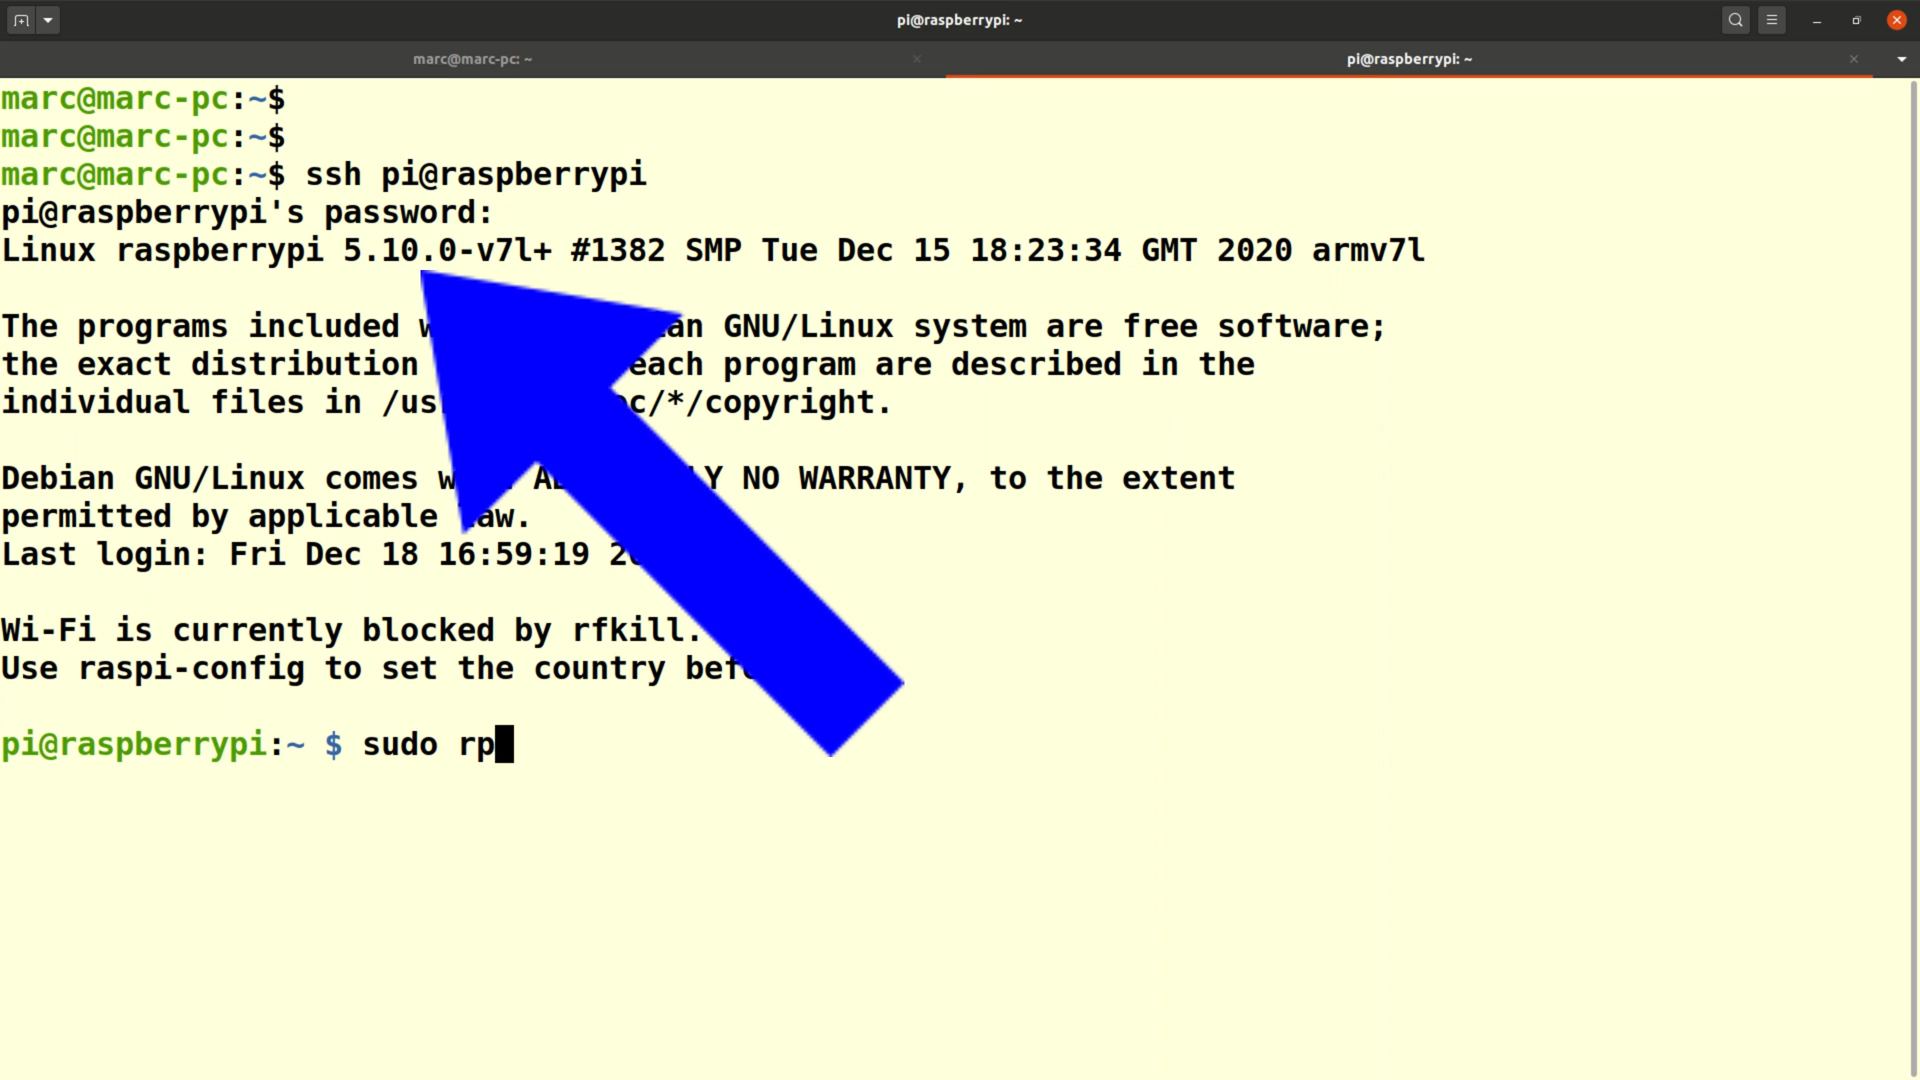 pi@raspberrypi: ~
marc@marc-pc: ~
pi@raspberrypi: ~
marc@marc-pc:~$
marc@marc-pc:~$
marc@marc-pc:~$ ssh pi@raspberrypi
pi@raspberrypi's password:
Linux raspberrypi 5.10.0-v7l+ #1382 SMP Tue Dec 15 18:23:34 GMT 2020 armv7l
The programs included GNU/Linux system are free software;
the exact distribution each program are described in the
individual files in /*/copyright.
Debian GNU/Linux comes NO WARRANTY, to the extent
permitted by applicable law.
Last login: Fri Dec 18 16:59:19
Wi-Fi is currently blocked by rfkill.
Use raspi-config to set the country
pi@raspberrypi:~ $ sudo rp